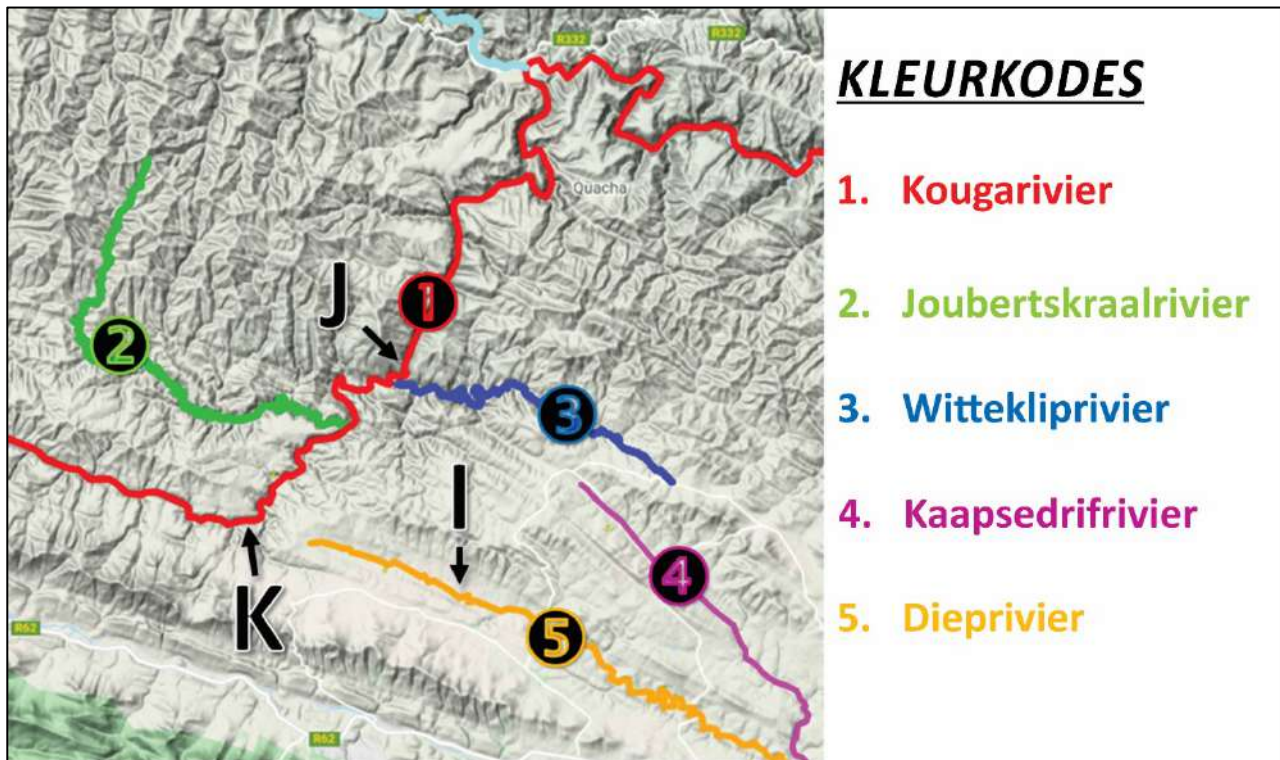 R332
R332
Quacha
J
1
2
3
I
4
K
5
R62
R62
KLEURKODES
1. Kougarivier
2. Joubertskraalrivier
3. Wittekliprivier
4. Kaapsedrifrivier
5. Dieprivier